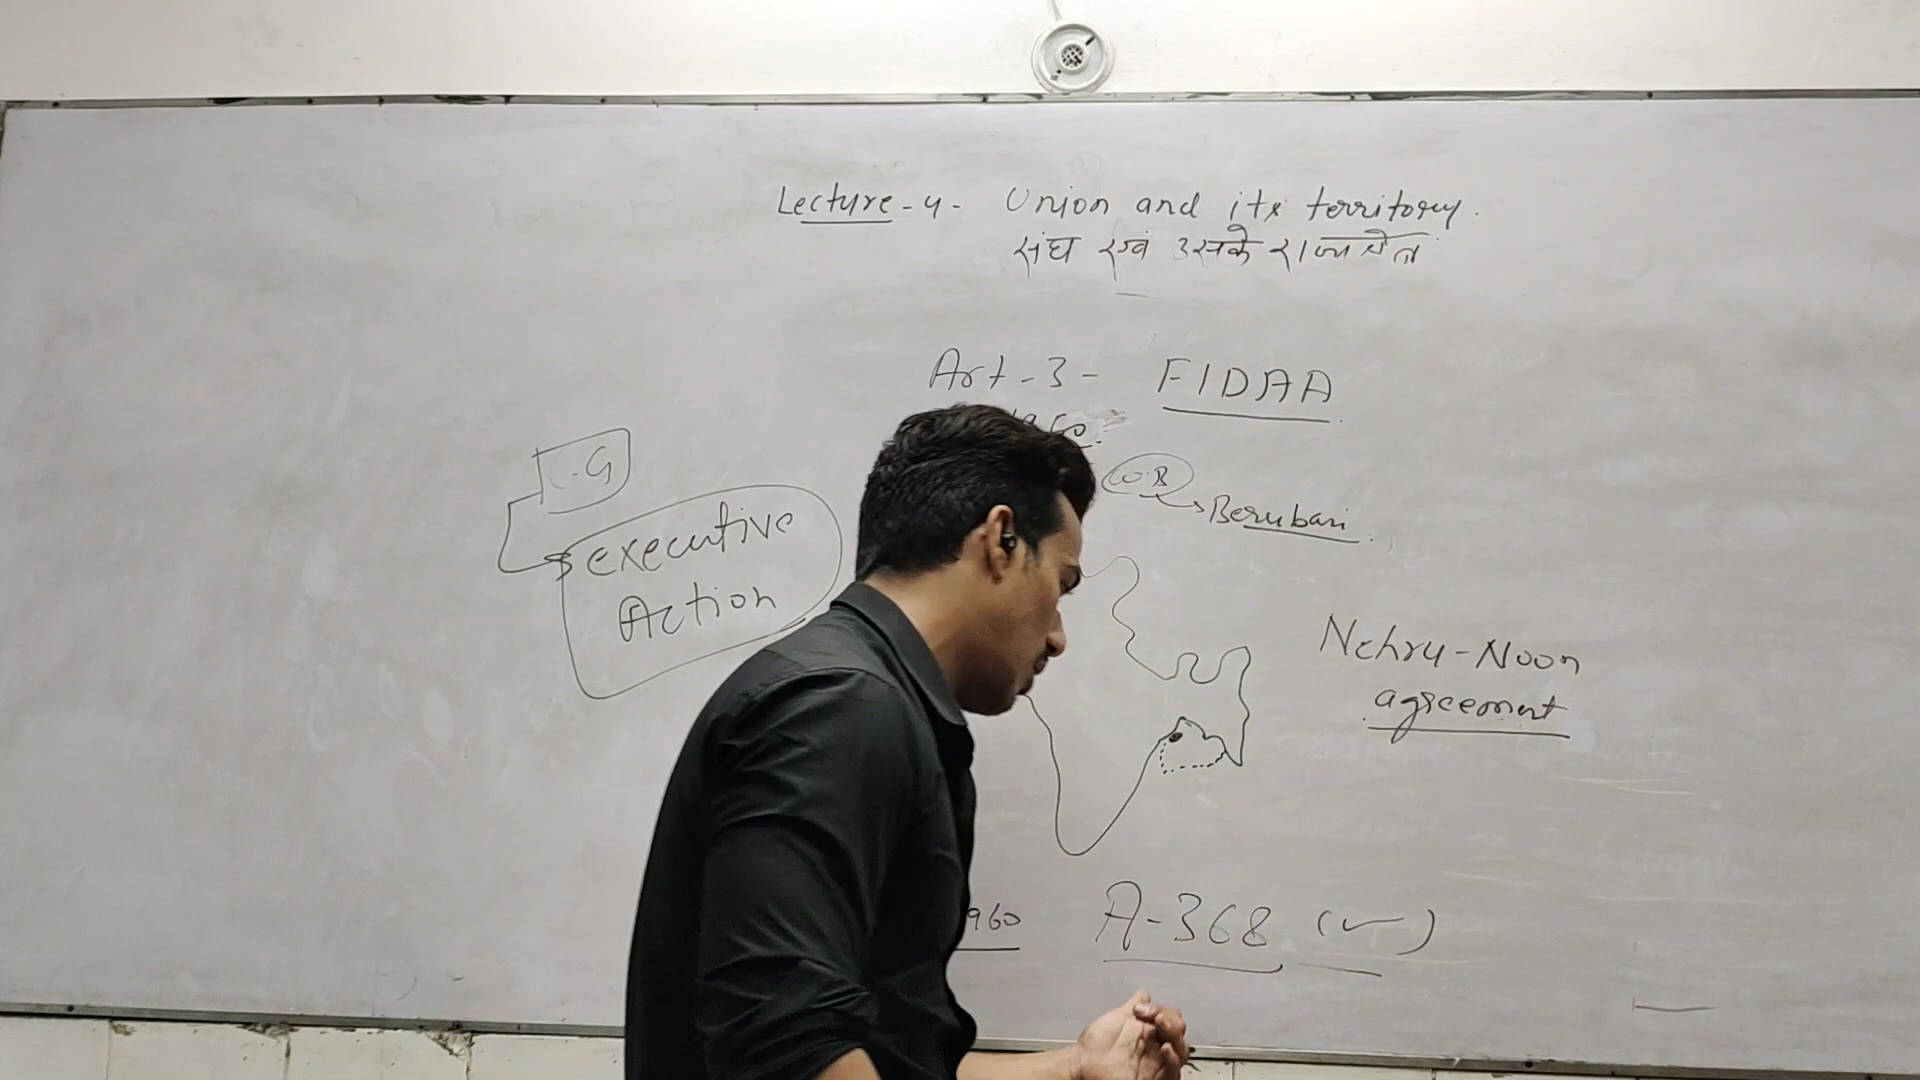 Lecture-4- Union and its territory.
संघ एवं उसके राज्यक्षेत्र
Art-3- FIDAA
W.B
Berubari.
executive
Action
Nehru-Noon
agreement
960
A-368 (✓)